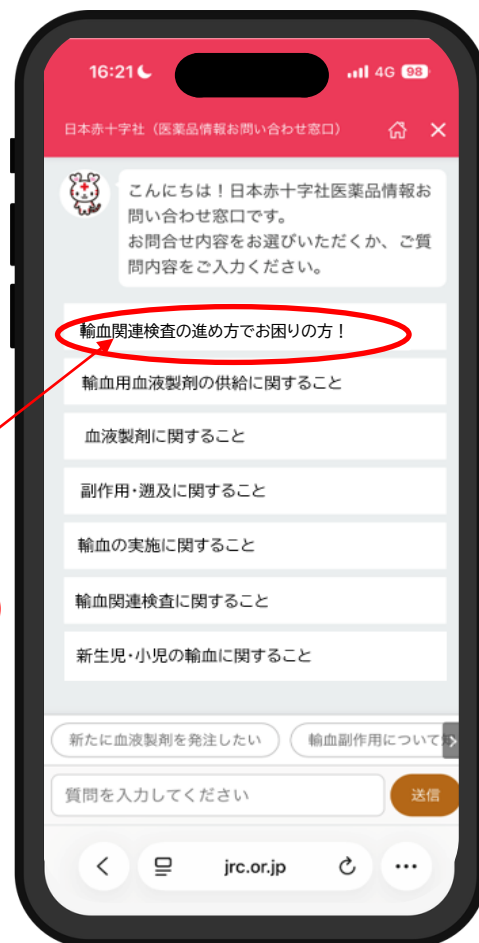 16:21
4G 98
日本赤十字社（医薬品情報お問い合わせ窓口）
こんにちは！日本赤十字社医薬品情報お
問い合わせ窓口です。
お問合せ内容をお選びいただくか、ご質
問内容をご入力ください。
輸血関連検査の進め方でお困りの方！
輸血用血液製剤の供給に関すること
血液製剤に関すること
副作用・遡及に関すること
輸血の実施に関すること
輸血関連検査に関すること
新生児・小児の輸血に関すること
新たに血液製剤を発注したい
輸血副作用について
質問を入力してください
送信
jrc.or.jp